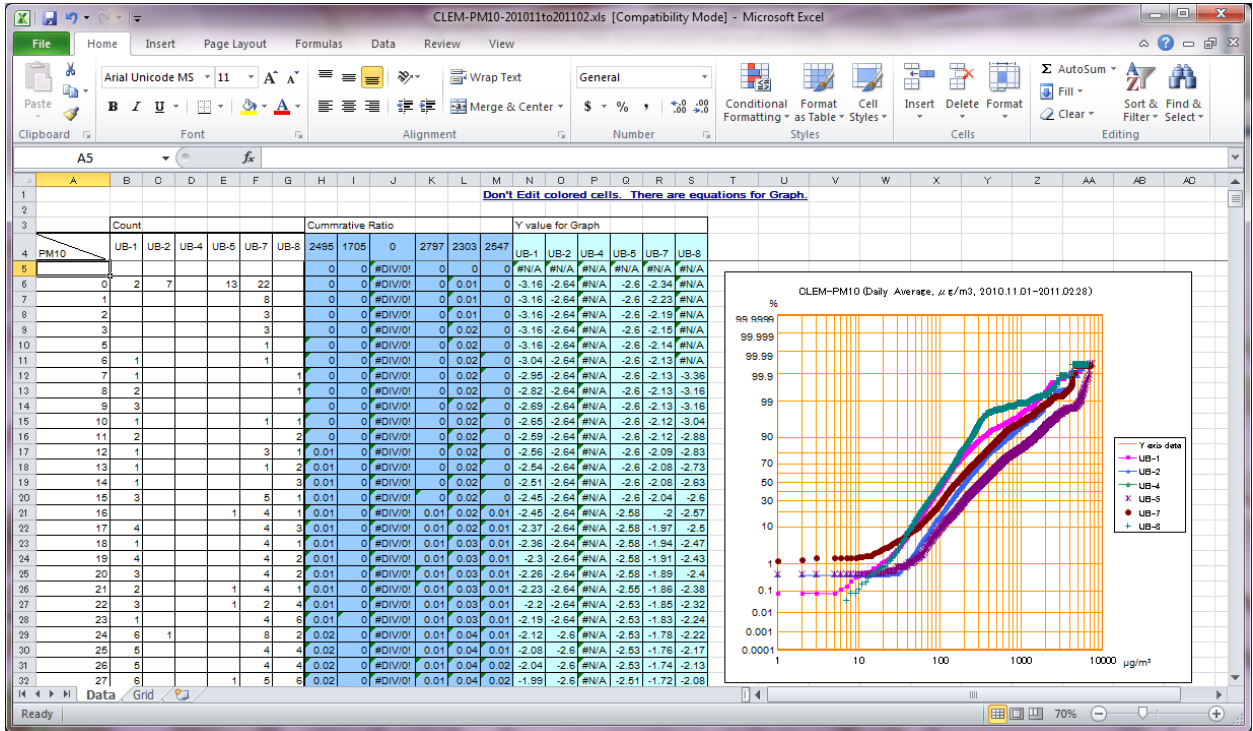 CLEM-PM10-201011to201102.xls [Compatibility Mode] - Microsoft Excel
File Home Insert Page Layout Formulas Data Review View
Arial Unicode MS 11 Wrap Text General Σ AutoSum
Paste B I U Merge & Center $ % , Conditional Formatting Format as Table Cell Styles Insert Delete Format Fill Clear Sort & Filter Find & Select
Clipboard Font Alignment Number Styles Cells Editing
A5 fx
A B C D E F G H I J K L M N O P Q R S T U V W X Y Z AA AB AC
1 Don't Edit colored cells. There are equations for Graph.
2
3 Count Cummrative Ratio Y value for Graph
4 PM10 UB-1 UB-2 UB-4 UB-5 UB-7 UB-8 2495 1705 0 2797 2303 2547 UB-1 UB-2 UB-4 UB-5 UB-7 UB-8
5 0 0 #DIV/0! 0 0 0 #N/A #N/A #N/A #N/A #N/A #N/A
6 0 2 7 13 22 0 0 #DIV/0! 0 0.01 0 -3.16 -2.64 #N/A -2.6 -2.34 #N/A
7 1 8 0 0 #DIV/0! 0 0.01 0 -3.16 -2.64 #N/A -2.6 -2.23 #N/A
8 2 3 0 0 #DIV/0! 0 0.01 0 -3.16 -2.64 #N/A -2.6 -2.19 #N/A
9 3 3 0 0 #DIV/0! 0 0.02 0 -3.16 -2.64 #N/A -2.6 -2.15 #N/A
10 5 1 0 0 #DIV/0! 0 0.02 0 -3.16 -2.64 #N/A -2.6 -2.14 #N/A
11 6 1 1 0 0 #DIV/0! 0 0.02 0 -3.04 -2.64 #N/A -2.6 -2.13 #N/A
12 7 1 1 0 0 #DIV/0! 0 0.02 0 -2.95 -2.64 #N/A -2.6 -2.13 -3.36
13 8 2 1 0 0 #DIV/0! 0 0.02 0 -2.82 -2.64 #N/A -2.6 -2.13 -3.16
14 9 3 0 0 #DIV/0! 0 0.02 0 -2.69 -2.64 #N/A -2.6 -2.13 -3.16
15 10 1 1 1 0 0 #DIV/0! 0 0.02 0 -2.65 -2.64 #N/A -2.6 -2.12 -3.04
16 11 2 2 0 0 #DIV/0! 0 0.02 0 -2.59 -2.64 #N/A -2.6 -2.12 -2.88
17 12 1 3 1 0.01 0 #DIV/0! 0 0.02 0 -2.56 -2.64 #N/A -2.6 -2.09 -2.83
18 13 1 1 2 0.01 0 #DIV/0! 0 0.02 0 -2.54 -2.64 #N/A -2.6 -2.08 -2.73
19 14 1 3 0.01 0 #DIV/0! 0 0.02 0 -2.51 -2.64 #N/A -2.6 -2.08 -2.63
20 15 3 5 1 0.01 0 #DIV/0! 0 0.02 0 -2.45 -2.64 #N/A -2.6 -2.04 -2.6
21 16 1 4 1 0.01 0 #DIV/0! 0.01 0.02 0.01 -2.45 -2.64 #N/A -2.58 -2 -2.57
22 17 4 4 3 0.01 0 #DIV/0! 0.01 0.02 0.01 -2.37 -2.64 #N/A -2.58 -1.97 -2.5
23 18 1 4 1 0.01 0 #DIV/0! 0.01 0.03 0.01 -2.36 -2.64 #N/A -2.58 -1.94 -2.47
24 19 4 4 2 0.01 0 #DIV/0! 0.01 0.03 0.01 -2.3 -2.64 #N/A -2.58 -1.91 -2.43
25 20 3 4 2 0.01 0 #DIV/0! 0.01 0.03 0.01 -2.26 -2.64 #N/A -2.58 -1.89 -2.4
26 21 2 1 4 1 0.01 0 #DIV/0! 0.01 0.03 0.01 -2.23 -2.64 #N/A -2.55 -1.86 -2.38
27 22 3 1 2 4 0.01 0 #DIV/0! 0.01 0.03 0.01 -2.2 -2.64 #N/A -2.53 -1.85 -2.32
28 23 1 4 6 0.01 0 #DIV/0! 0.01 0.03 0.01 -2.19 -2.64 #N/A -2.53 -1.83 -2.24
29 24 6 1 8 2 0.02 0 #DIV/0! 0.01 0.04 0.01 -2.12 -2.6 #N/A -2.53 -1.78 -2.22
30 25 5 4 4 0.02 0 #DIV/0! 0.01 0.04 0.01 -2.08 -2.6 #N/A -2.53 -1.76 -2.17
31 26 5 4 4 0.02 0 #DIV/0! 0.01 0.04 0.02 -2.04 -2.6 #N/A -2.53 -1.74 -2.13
32 27 6 1 5 6 0.02 0 #DIV/0! 0.01 0.04 0.02 -1.99 -2.6 #N/A -2.51 -1.72 -2.08
CLEM-PM10 (Daily Average, μg/m3, 2010.11.01-2011.02.28)
%
99.9999
99.999
99.99
99.9
99
90
70
50
30
10
1
0.1
0.01
0.001
0.0001
1 10 100 1000 10000 μg/m³
Y axis data
UB-1
UB-2
UB-4
UB-5
UB-7
UB-8
Data Grid
Ready 70%